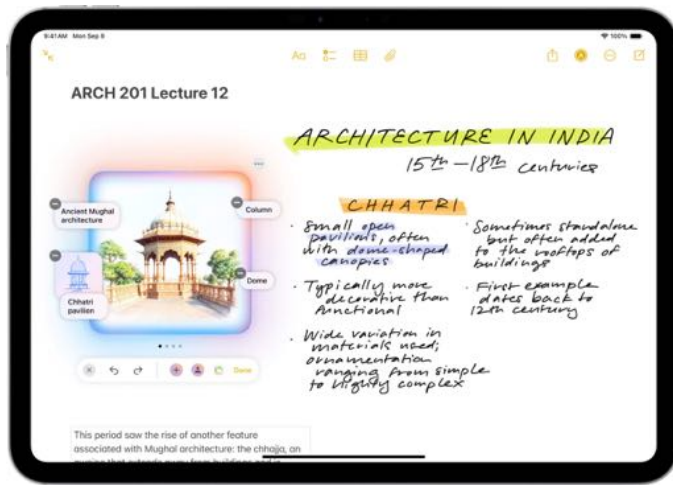 9:41 AM Mon Sep 9
100%
Aa
ARCH 201 Lecture 12
ARCHITECTURE IN INDIA
15th – 18th centuries
CHHATRI
Ancient Mughal
architecture
Column
Chhatri
pavilien
Dome
Done
· Small open
pavilions, often
with dome-shaped
canopies
· Typically more
decorative than
functional
· Wide variation in
materials used;
ornamentation
ranging from simple
to highly complex
· Sometimes standalone
but often added
to the rooftops of
buildings
· First example
dates back to
12th century
This period saw the rise of another feature
associated with Mughal architecture: the chhajja, an